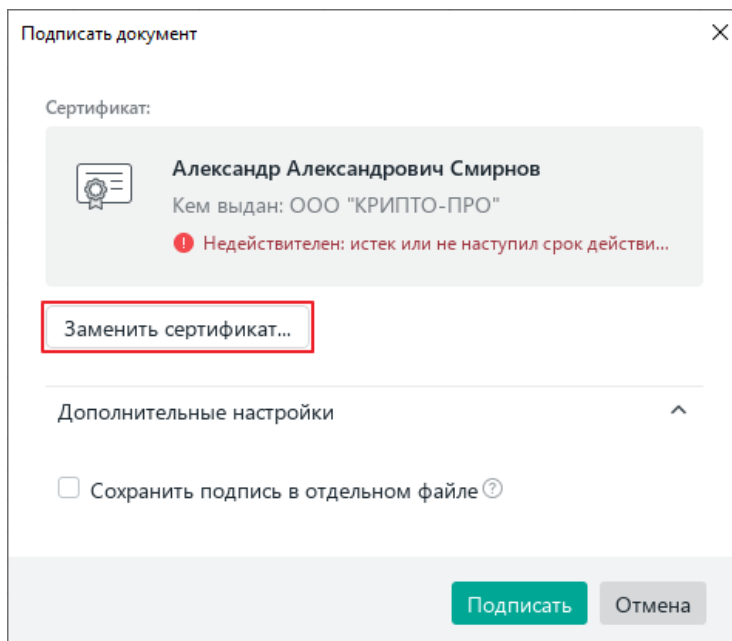 Подписать документ
Сертификат:
Александр Александрович Смирнов
Кем выдан: ООО "КРИПТО-ПРО"
Недействителен: истек или не наступил срок действи...
Заменить сертификат...
Дополнительные настройки
Сохранить подпись в отдельном файле
Подписать
Отмена